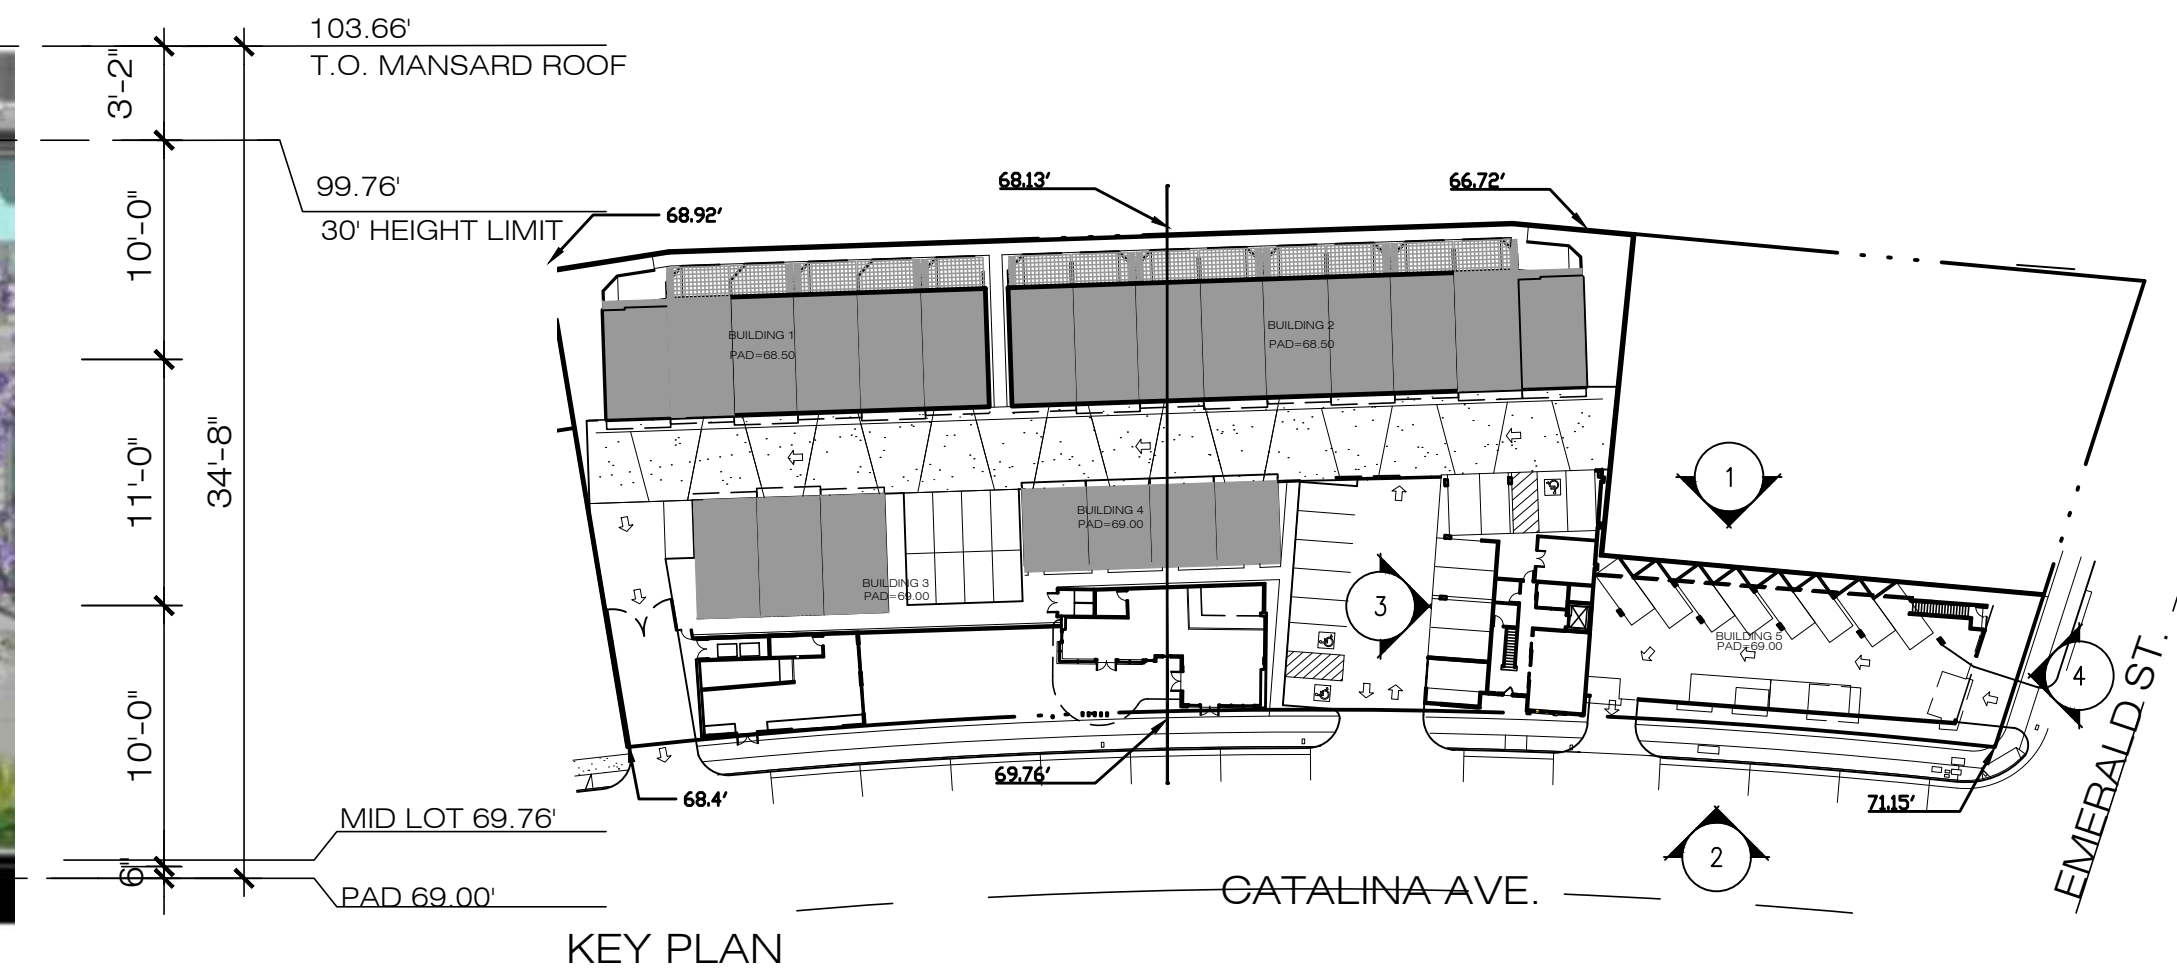 103.66'
T.O. MANSARD ROOF
3'-2"
99.76'
30' HEIGHT LIMIT
10'-0"
11'-0"
34'-8"
10'-0"
6"
MID LOT 69.76'
PAD 69.00'
68.92'
68.13'
66.72'
BUILDING 1
PAD=68.50
BUILDING 2
PAD=68.50
BUILDING 3
PAD=69.00
BUILDING 4
PAD=69.00
BUILDING 5
PAD=69.00
1
3
4
2
68.4'
69.76'
71.15'
CATALINA AVE.
EMERALD ST.
KEY PLAN